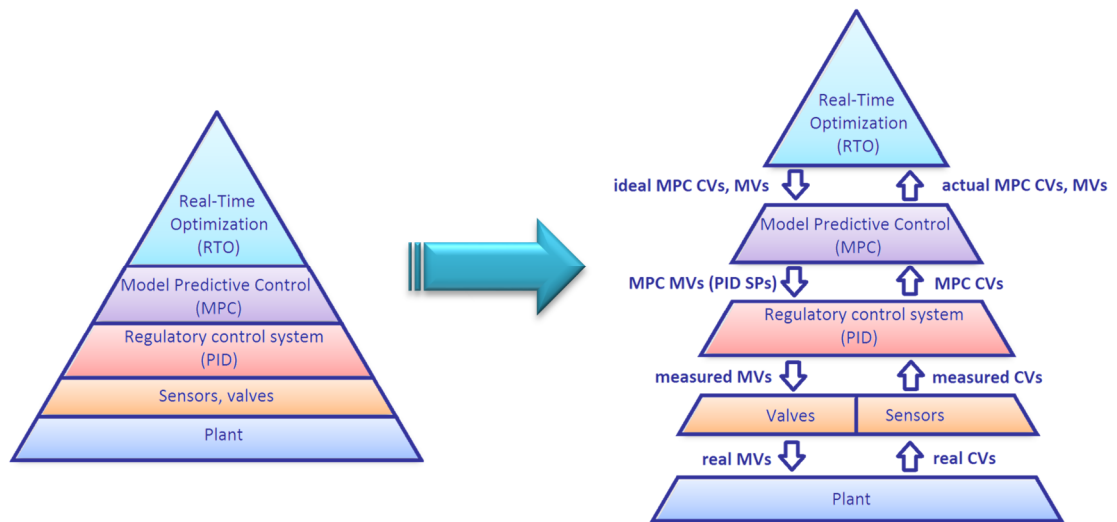 Real-Time
Optimization
(RTO)
Model Predictive Control
(MPC)
Regulatory control system
(PID)
Sensors, valves
Plant
Real-Time
Optimization
(RTO)
ideal MPC CVs, MVs
actual MPC CVs, MVs
Model Predictive Control
(MPC)
MPC MVs (PID SPs)
MPC CVs
Regulatory control system
(PID)
measured MVs
measured CVs
Valves
Sensors
real MVs
real CVs
Plant